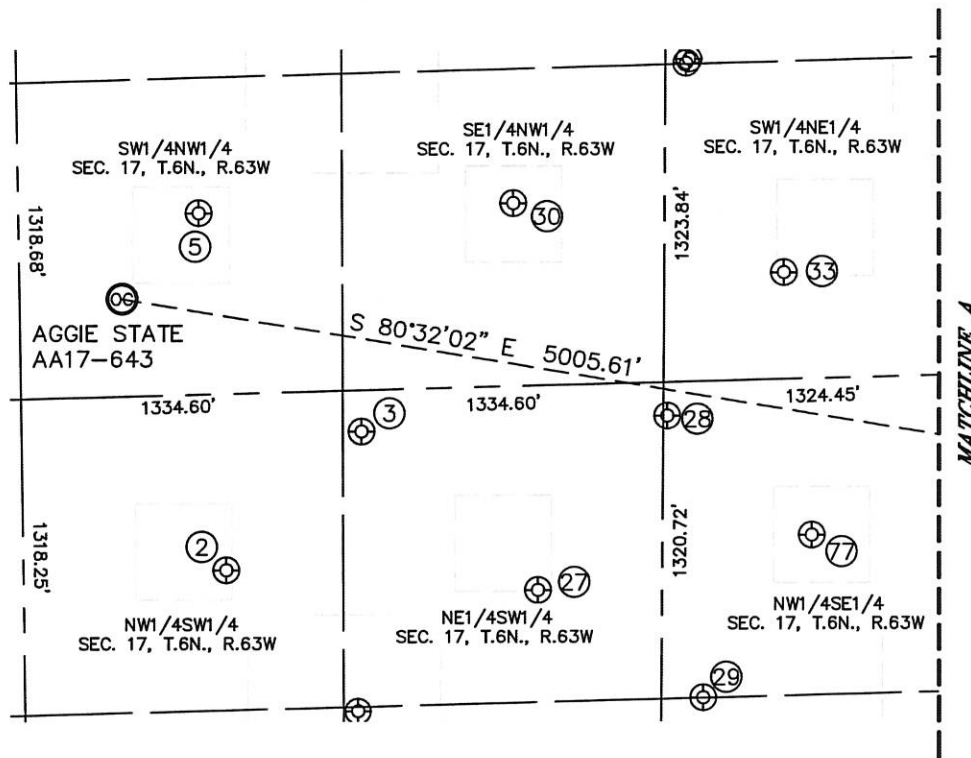 SW1/4NW1/4
SEC. 17, T.6N., R.63W
SE1/4NW1/4
SEC. 17, T.6N., R.63W
SW1/4NE1/4
SEC. 17, T.6N., R.63W
1318.68'
5
30
1323.84'
33
OG
AGGIE STATE
AA17-643
S 80°32'02" E 5005.61'
MATCHLINE A
1334.60'
3
1334.60'
28
1324.45'
1318.25'
2
27
1320.72'
77
NW1/4SW1/4
SEC. 17, T.6N., R.63W
NE1/4SW1/4
SEC. 17, T.6N., R.63W
NW1/4SE1/4
SEC. 17, T.6N., R.63W
29